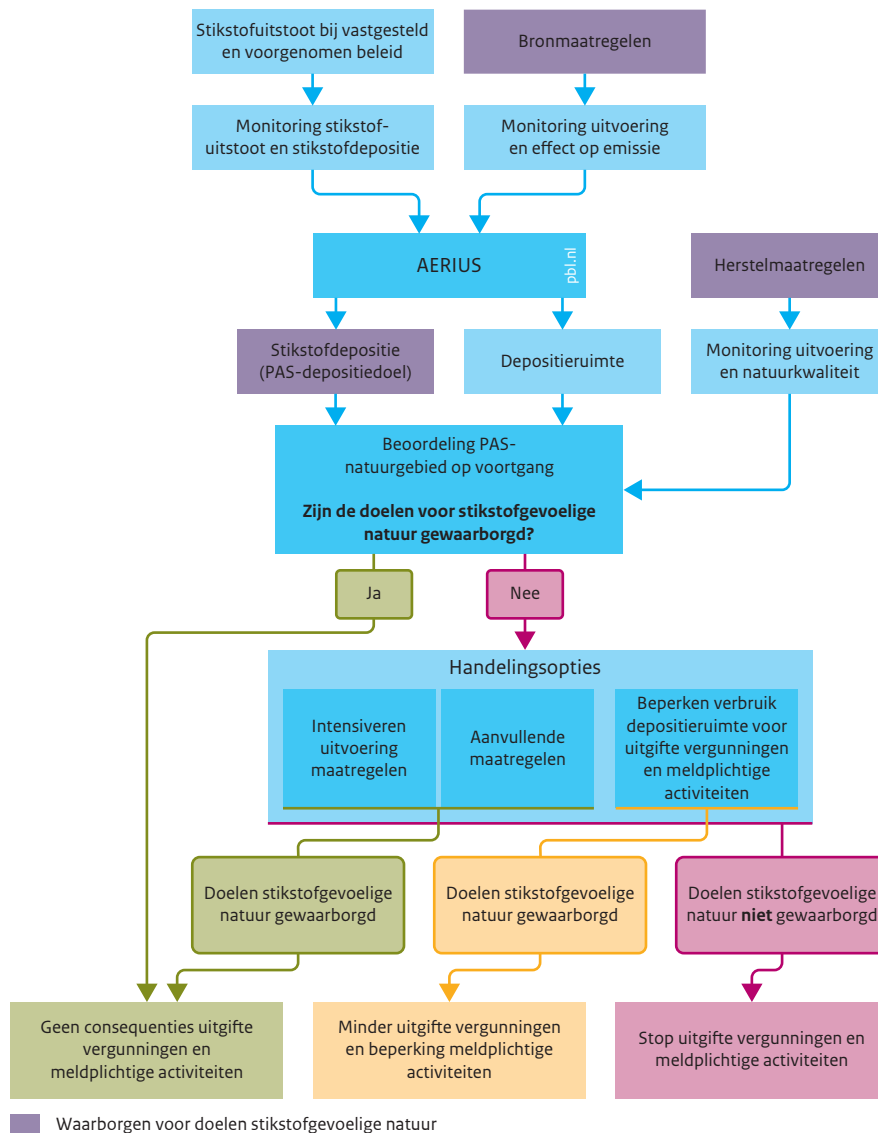 Stikstofuitstoot bij vastgesteld
en voorgenomen beleid
Bronmaatregelen
Monitoring stikstof-
uitstoot en stikstofdepositie
Monitoring uitvoering
en effect op emissie
AERIUS
pbl.nl
Herstelmaatregelen
Stikstofdepositie
(PAS-depositiedoel)
Depositieruimte
Monitoring uitvoering
en natuurkwaliteit
Beoordeling PAS-
natuurgebied op voortgang
Zijn de doelen voor stikstofgevoelige
natuur gewaarborgd?
Ja
Nee
Handelingsopties
Intensiveren
uitvoering
maatregelen
Aanvullende
maatregelen
Beperken verbruik
depositieruimte voor
uitgifte vergunningen
en meldplichtige
activiteiten
Doelen stikstofgevoelige
natuur gewaarborgd
Doelen stikstofgevoelige
natuur gewaarborgd
Doelen stikstofgevoelige
natuur niet gewaarborgd
Geen consequenties uitgifte
vergunningen en
meldplichtige activiteiten
Minder uitgifte vergunningen
en beperking meldplichtige
activiteiten
Stop uitgifte vergunningen en
meldplichtige activiteiten
Waarborgen voor doelen stikstofgevoelige natuur